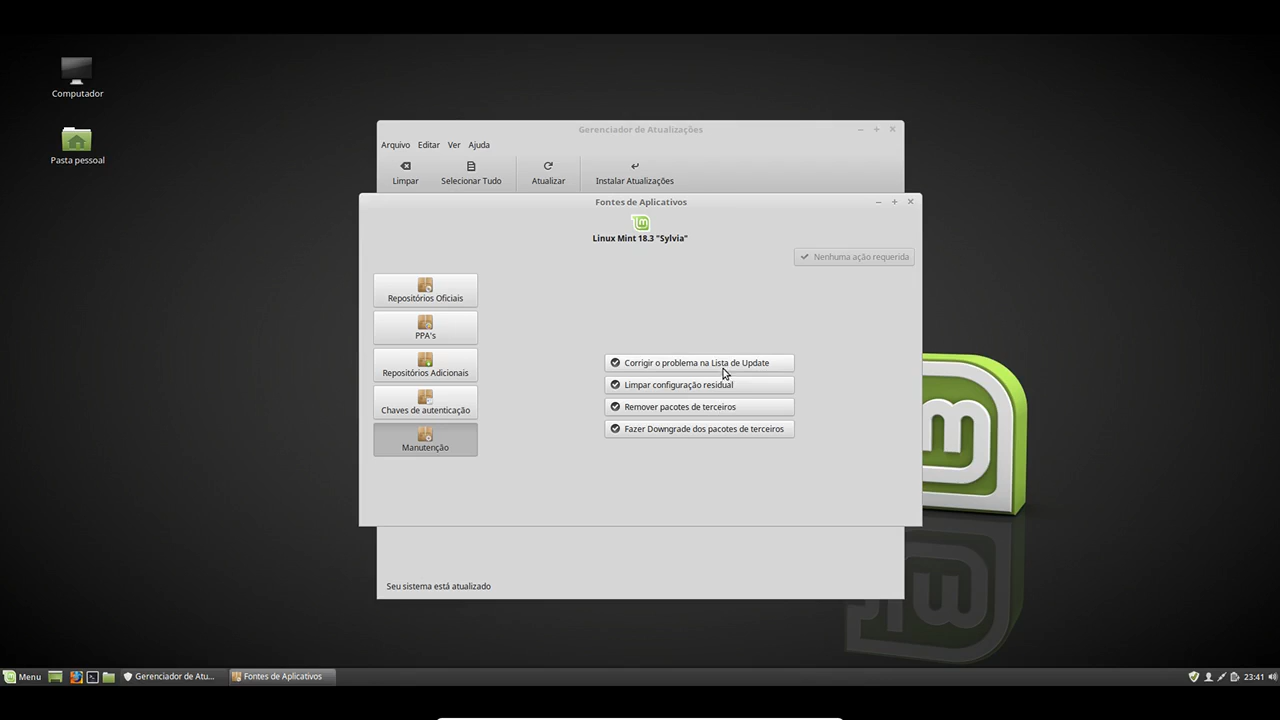 Computador
Pasta pessoal
Gerenciador de Atualizações
Arquivo Editar Ver Ajuda
Limpar Selecionar Tudo Atualizar Instalar Atualizações
Fontes de Aplicativos
Linux Mint 18.3 "Sylvia"
Nenhuma ação requerida
Repositórios Oficiais
PPA's
Repositórios Adicionais
Chaves de autenticação
Manutenção
Corrigir o problema na Lista de Update
Limpar configuração residual
Remover pacotes de terceiros
Fazer Downgrade dos pacotes de terceiros
Seu sistema está atualizado
Menu Gerenciador de Atu... Fontes de Aplicativos 23:41